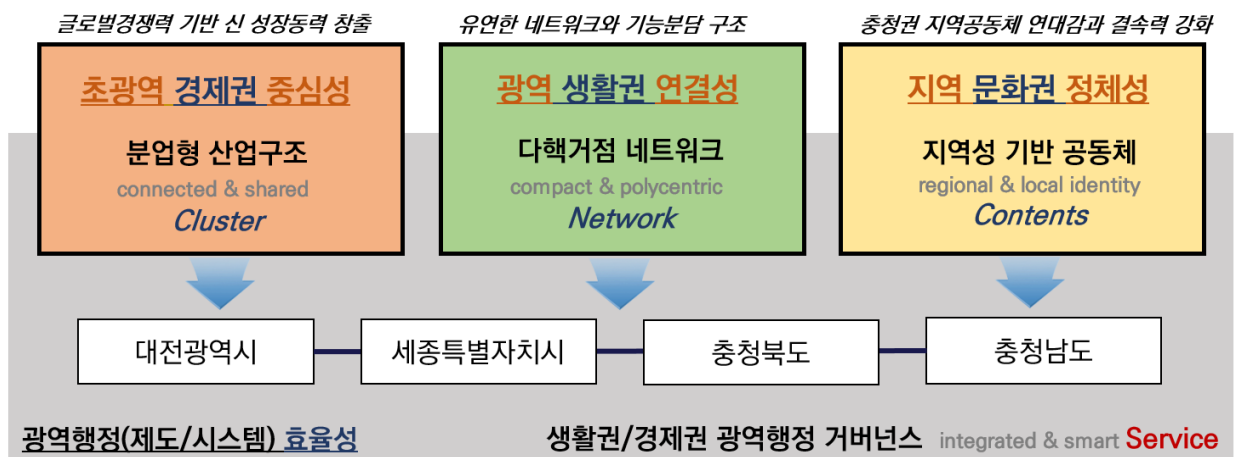 글로벌경쟁력 기반 신 성장동력 창출
유연한 네트워크와 기능분담 구조
충청권 지역공동체 연대감과 결속력 강화
초광역 경제권 중심성
분업형 산업구조
connected & shared
Cluster
광역 생활권 연결성
다핵거점 네트워크
compact & polycentric
Network
지역 문화권 정체성
지역성 기반 공동체
regional & local identity
Contents
대전광역시
세종특별자치시
충청북도
충청남도
광역행정(제도/시스템) 효율성
생활권/경제권 광역행정 거버넌스 integrated & smart Service